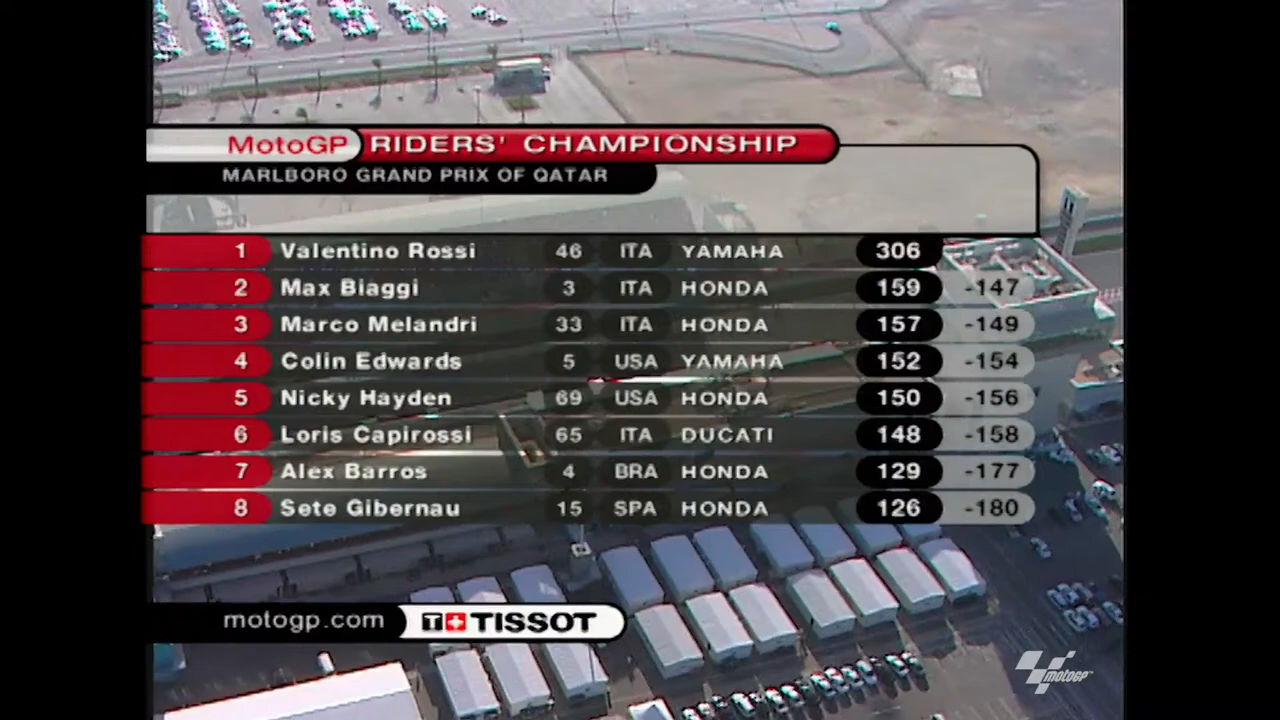 MotoGP RIDERS' CHAMPIONSHIP
MARLBORO GRAND PRIX OF QATAR
1 Valentino Rossi 46 ITA YAMAHA 306
2 Max Biaggi 3 ITA HONDA 159 -147
3 Marco Melandri 33 ITA HONDA 157 -149
4 Colin Edwards 5 USA YAMAHA 152 -154
5 Nicky Hayden 69 USA HONDA 150 -156
6 Loris Capirossi 65 ITA DUCATI 148 -158
7 Alex Barros 4 BRA HONDA 129 -177
8 Sete Gibernau 15 SPA HONDA 126 -180
motogp.com T+ TISSOT
motoGP